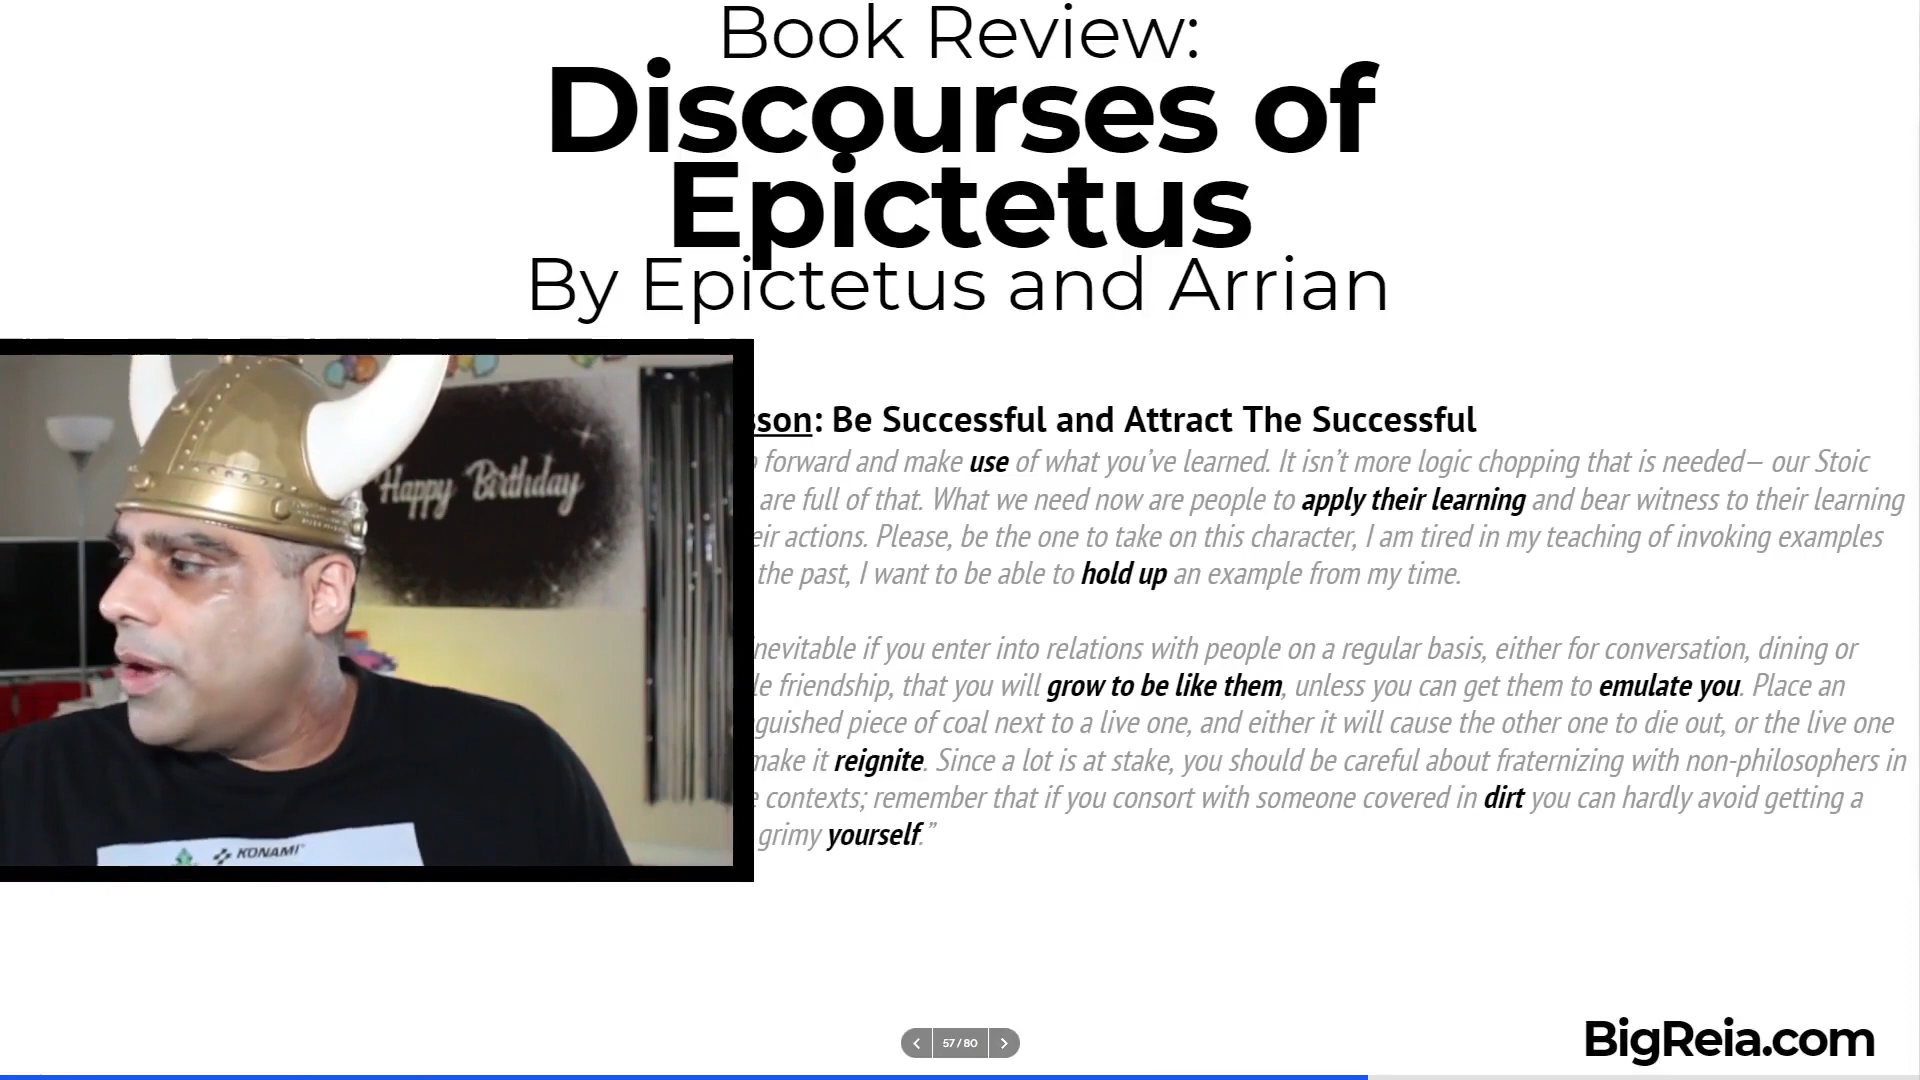 Book Review:
Discourses of
Epictetus
By Epictetus and Arrian
: Be Successful and Attract The Successful
forward and make use of what you’ve learned. It isn’t more logic chopping that is needed— our Stoic
are full of that. What we need now are people to apply their learning and bear witness to their learning
actions. Please, be the one to take on this character, I am tired in my teaching of invoking examples
the past, I want to be able to hold up an example from my time.
if you enter into relations with people on a regular basis, either for conversation, dining or
friendship, that you will grow to be like them, unless you can get them to emulate you. Place an
piece of coal next to a live one, and either it will cause the other one to die out, or the live one
make it reignite. Since a lot is at stake, you should be careful about fraternizing with non-philosophers in
contexts; remember that if you consort with someone covered in dirt you can hardly avoid getting a
grimy yourself.”
Happy Birthday
KONAMI
57 / 80
BigReia.com